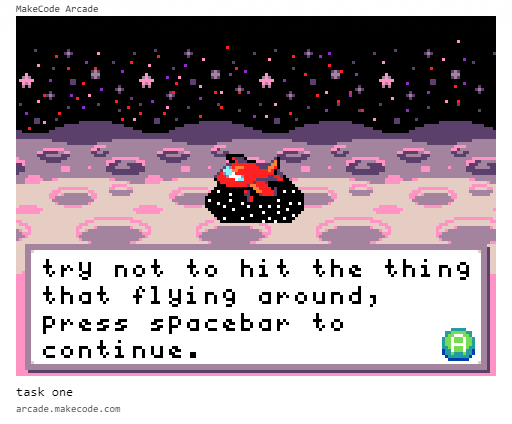 MakeCode Arcade
try not to hit the thing
that flying around,
press spacebar to
continue.
A
task one
arcade.makecode.com